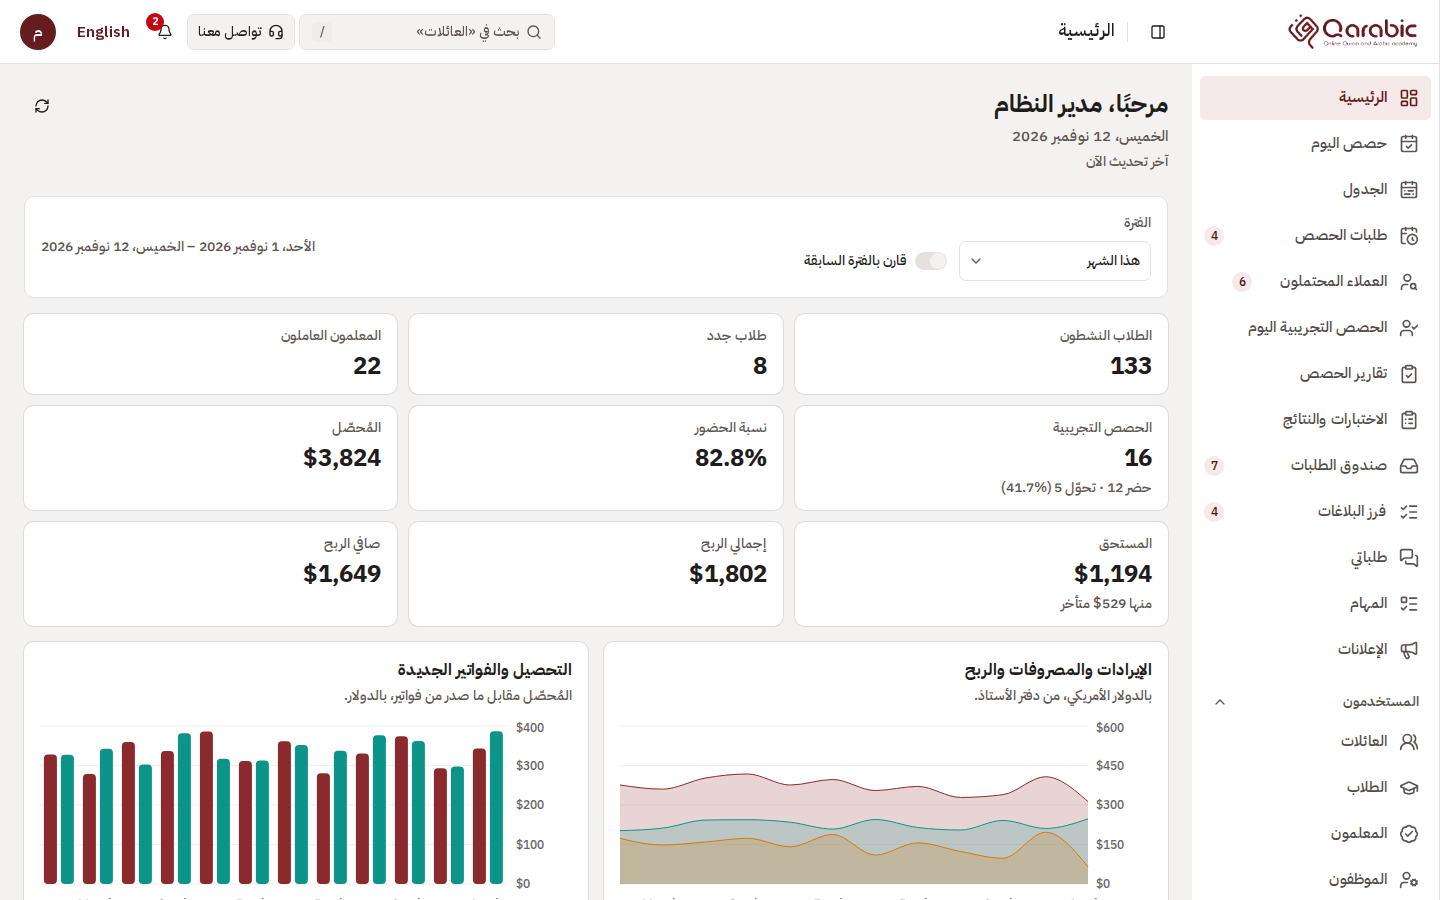 Qarabic
Online Quran and Arabic academy
الرئيسية
بحث في «العائلات»
/
تواصل معنا
2
English
م
الرئيسية
حصص اليوم
الجدول
طلبات الحصص
4
العملاء المحتملون
6
الحصص التجريبية اليوم
تقارير الحصص
الاختبارات والنتائج
صندوق الطلبات
7
فرز البلاغات
4
طلباتي
المهام
الإعلانات
المستخدمون
العائلات
الطلاب
المعلمون
الموظفون
مرحبًا، مدير النظام
الخميس، 12 نوفمبر 2026
آخر تحديث الآن
الفترة
هذا الشهر
قارن بالفترة السابقة
الأحد، 1 نوفمبر 2026 – الخميس، 12 نوفمبر 2026
الطلاب النشطون
133
طلاب جدد
8
المعلمون العاملون
22
الحصص التجريبية
16
حضر 12 · تحوّل 5 (41.7%)
نسبة الحضور
82.8%
المُحصّل
$3,824
المستحق
$1,194
منها $529 متأخر
إجمالي الربح
$1,802
صافي الربح
$1,649
الإيرادات والمصروفات والربح
بالدولار الأمريكي، من دفتر الأستاذ.
$600
$450
$300
$150
$0
التحصيل والفواتير الجديدة
المُحصّل مقابل ما صدر من فواتير، بالدولار.
$400
$300
$200
$100
$0